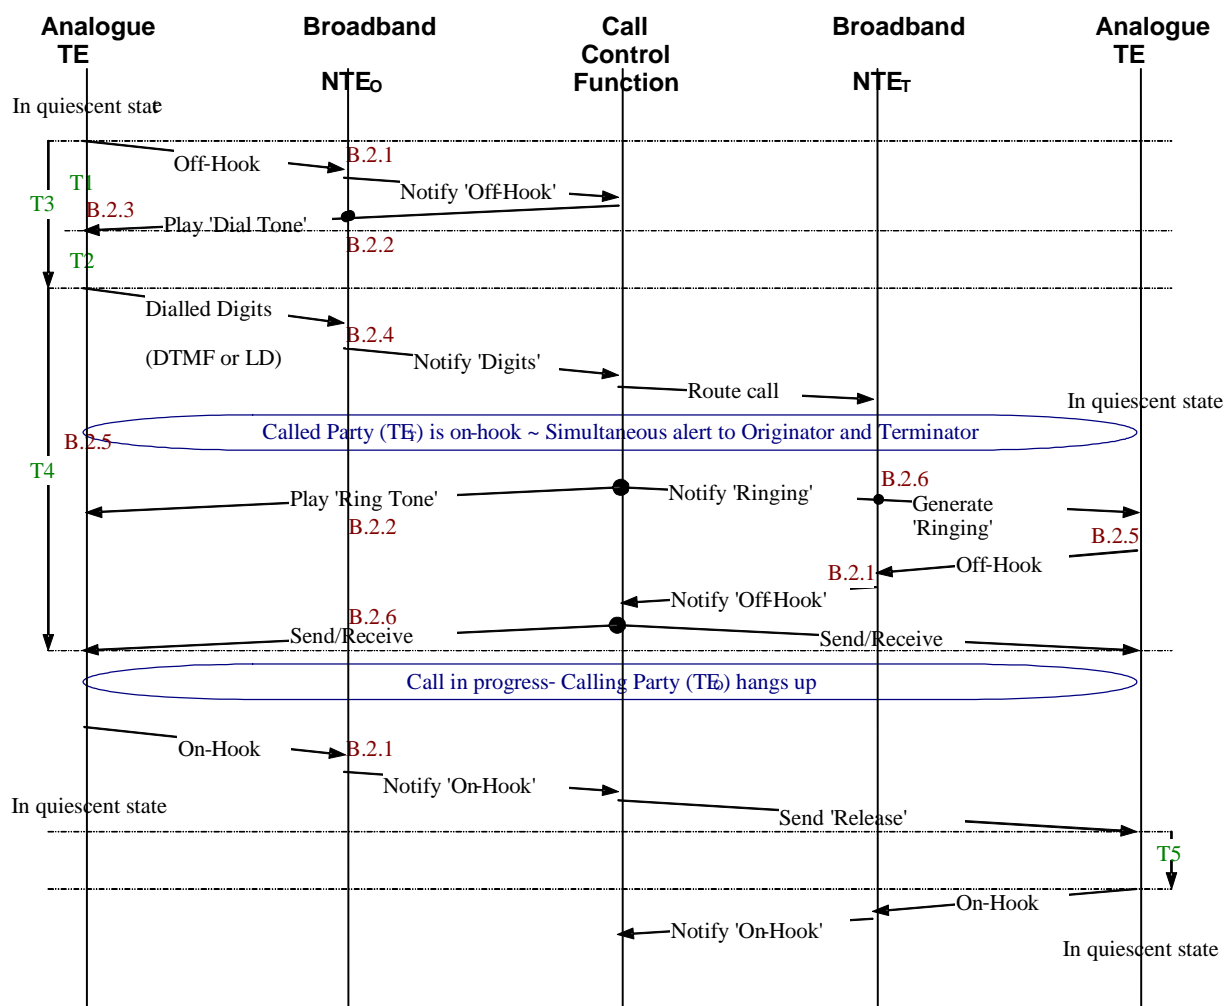 Analogue TE
Broadband NTEO
Call Control Function
Broadband NTET
Analogue TE
In quiescent state
Off-Hook
B.2.1
T1
Notify 'Off-Hook'
T3
B.2.3
Play 'Dial Tone'
B.2.2
T2
Dialled Digits
B.2.4
(DTMF or LD)
Notify 'Digits'
Route call
In quiescent state
Called Party (TET) is on-hook ~ Simultaneous alert to Originator and Terminator
B.2.5
T4
B.2.6
Play 'Ring Tone'
Notify 'Ringing'
Generate 'Ringing'
B.2.2
B.2.5
Off-Hook
B.2.1
Notify 'Off-Hook'
B.2.6
Send/Receive
Send/Receive
Call in progress- Calling Party (TEO) hangs up
On-Hook
B.2.1
Notify 'On-Hook'
In quiescent state
Send 'Release'
T5
On-Hook
Notify 'On-Hook'
In quiescent state